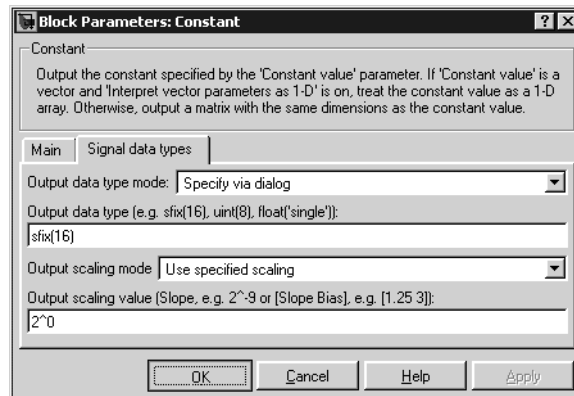 Block Parameters: Constant
Constant
Output the constant specified by the 'Constant value' parameter. If 'Constant value' is a
vector and 'Interpret vector parameters as 1-D' is on, treat the constant value as a 1-D
array. Otherwise, output a matrix with the same dimensions as the constant value.
Main Signal data types
Output data type mode: Specify via dialog
Output data type (e.g. sfix(16), uint(8), float('single')):
sfix(16)
Output scaling mode Use specified scaling
Output scaling value (Slope, e.g. 2^-9 or [Slope Bias], e.g. [1.25 3]):
2^0
OK Cancel Help Apply